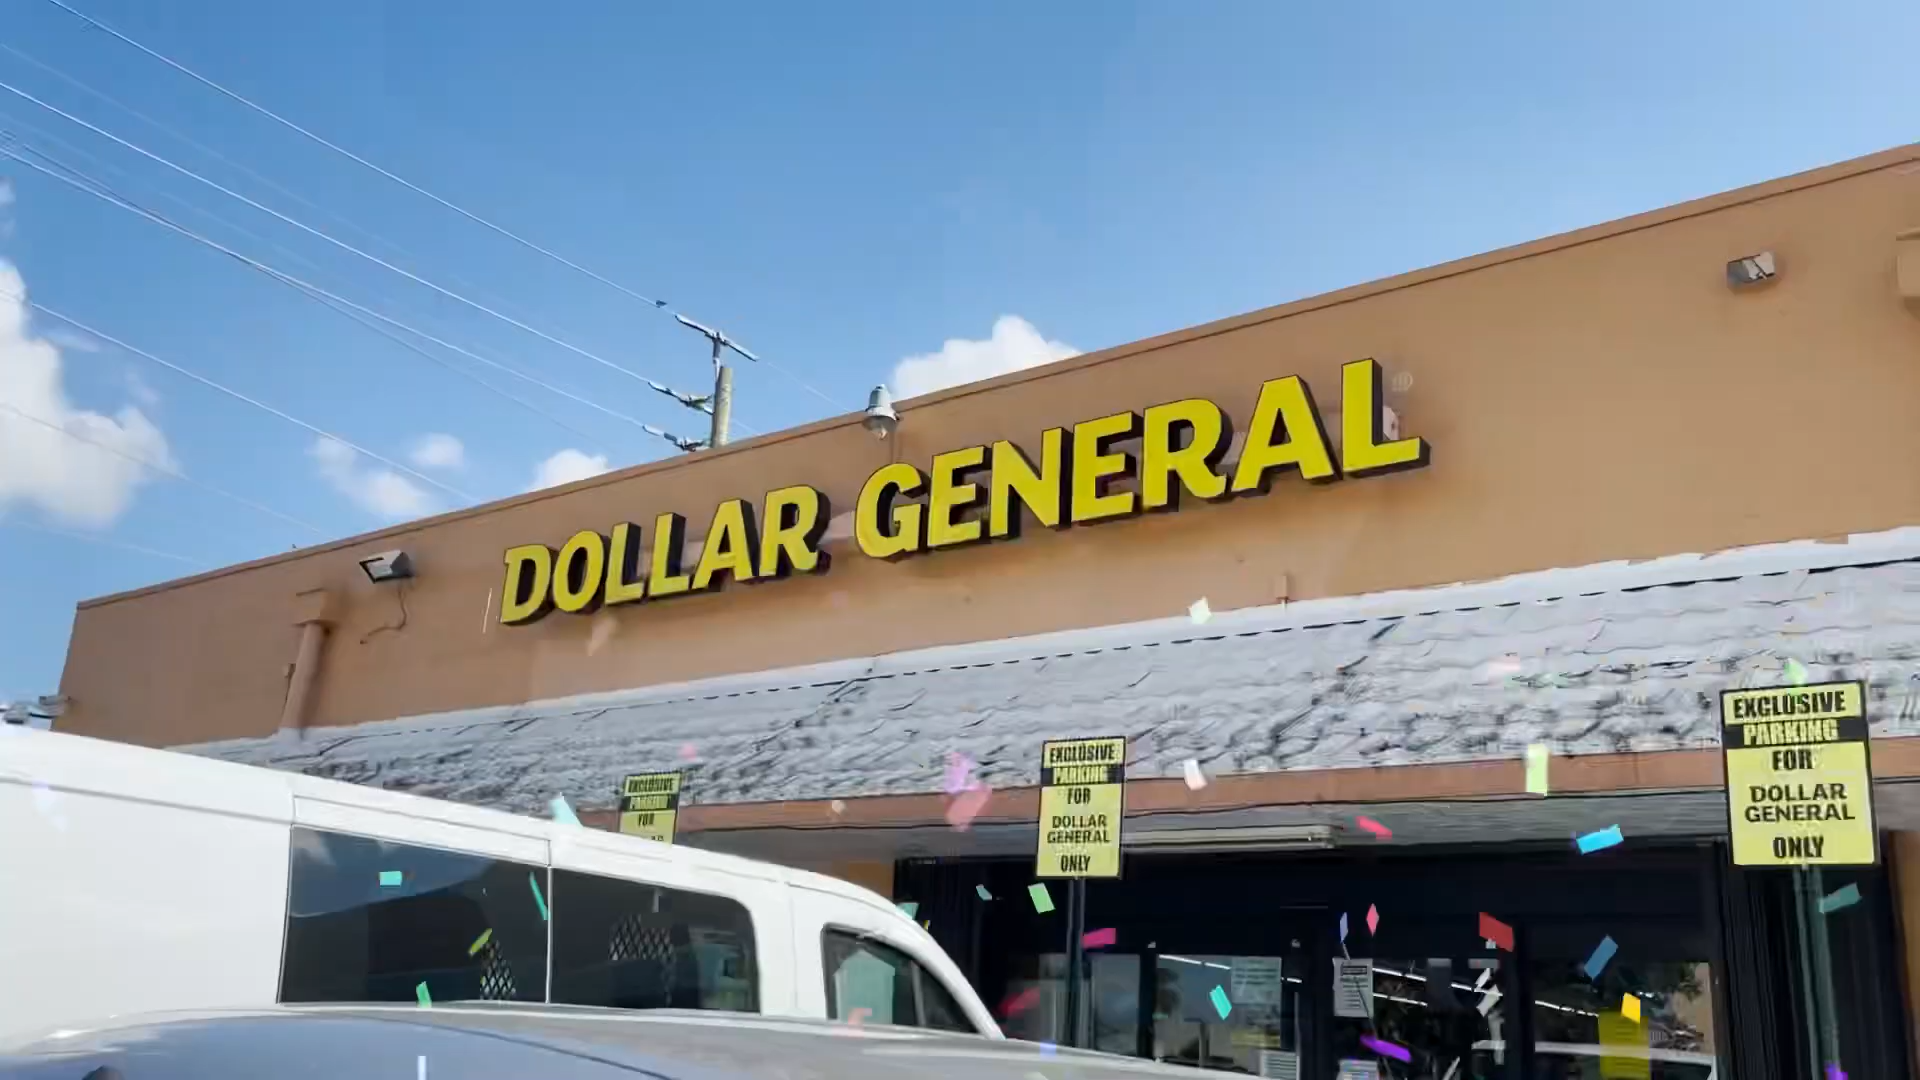 DOLLAR GENERAL
EXCLUSIVE
PARKING
FOR
EXCLUSIVE
PARKING
FOR
DOLLAR
GENERAL
ONLY
EXCLUSIVE
PARKING
FOR
DOLLAR
GENERAL
ONLY